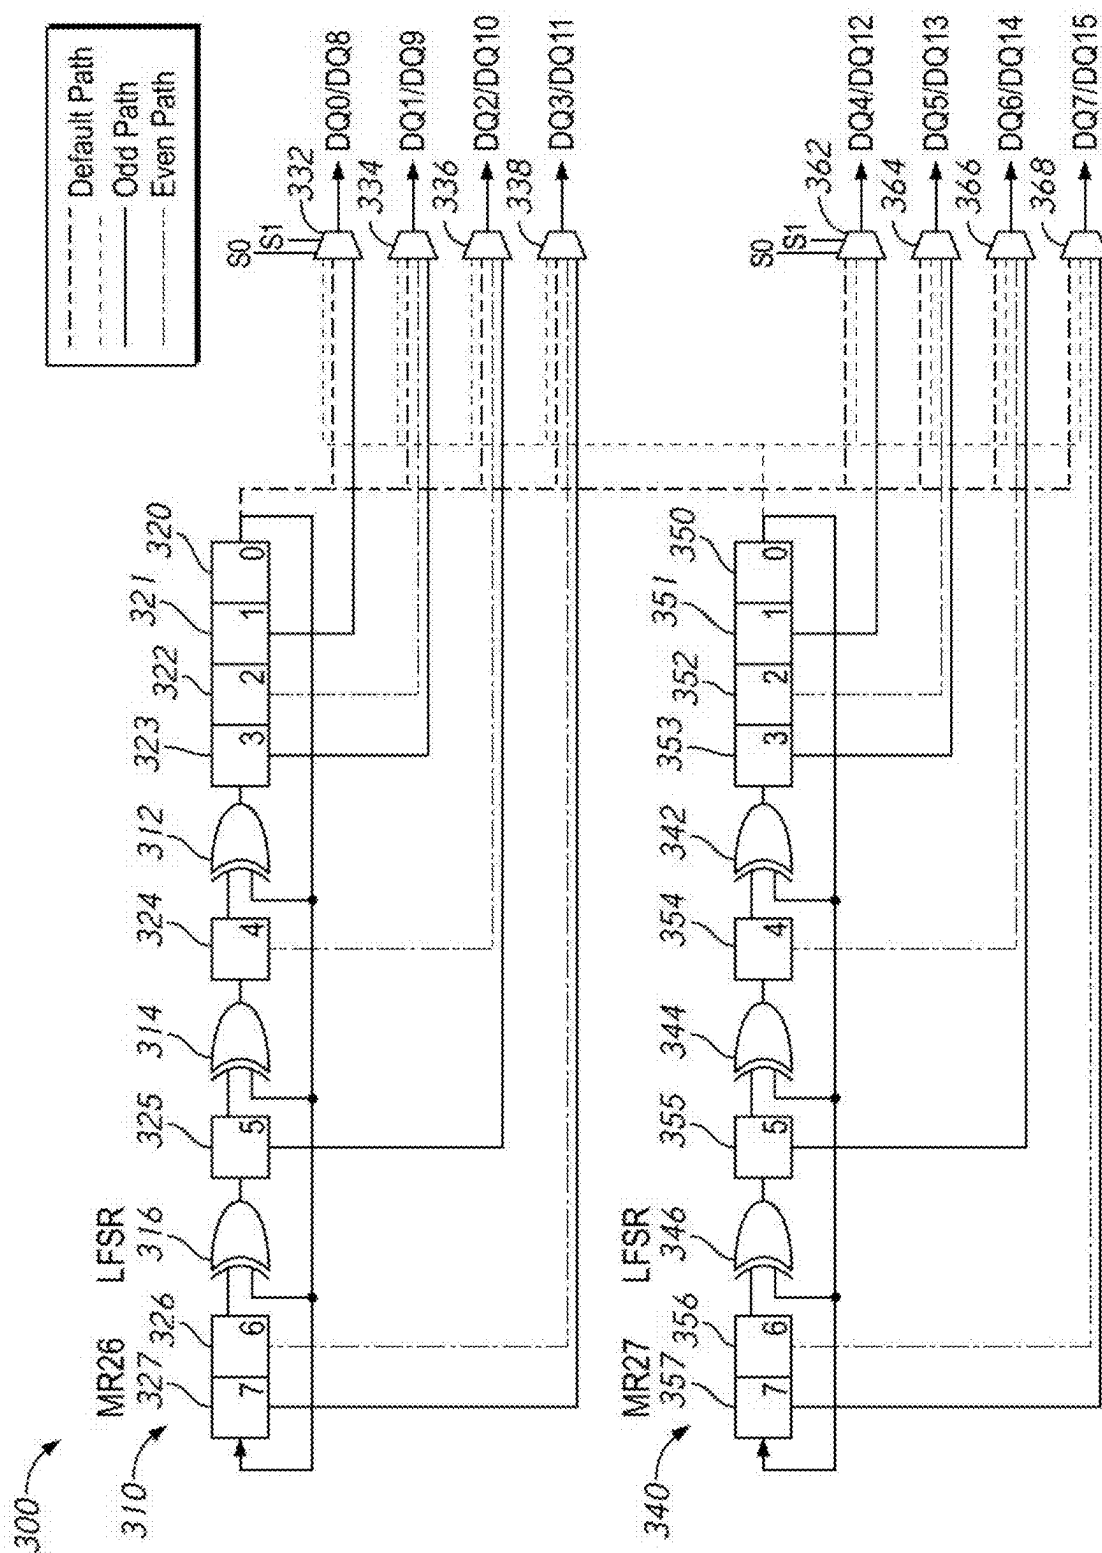 300
Default Path
Odd Path
Even Path
310
MR26 LFSR
327
326
316
325
314
324
312
323
322
321
320
7
6
5
4
3
2
1
0
S0
S1
332
DQ0/DQ8
334
DQ1/DQ9
336
DQ2/DQ10
338
DQ3/DQ11
340
MR27 LFSR
357
356
346
355
344
354
342
353
352
351
350
7
6
5
4
3
2
1
0
S0
S1
362
DQ4/DQ12
364
DQ5/DQ13
366
DQ6/DQ14
368
DQ7/DQ15